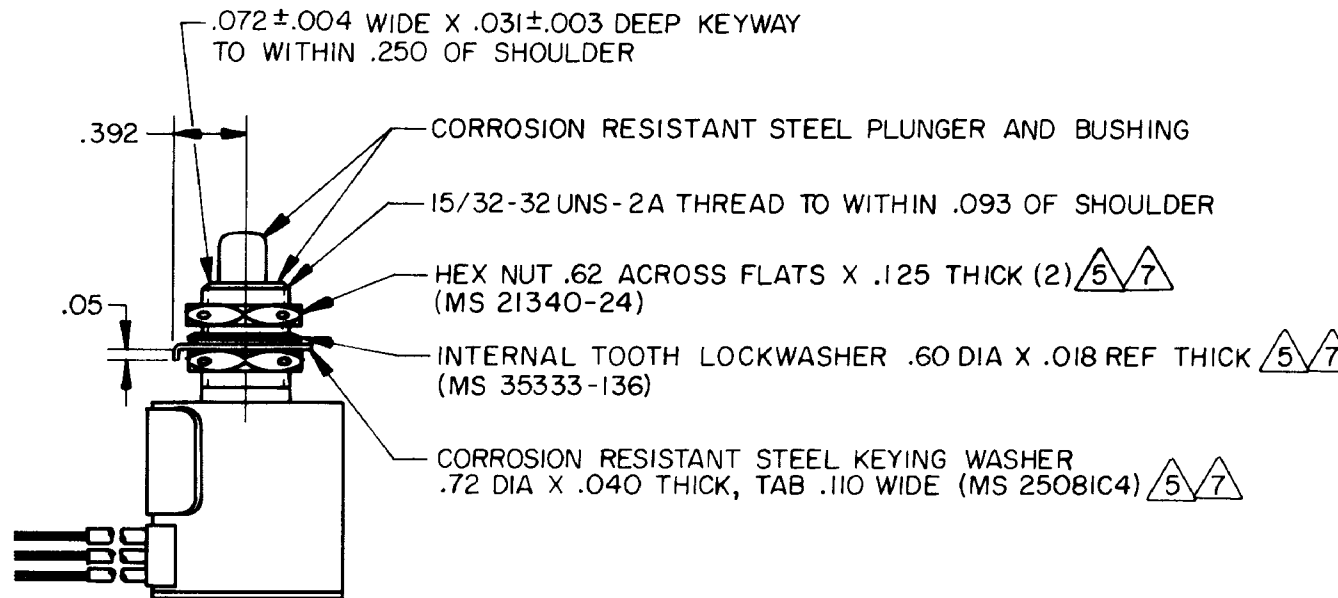 .072±.004 WIDE X .031±.003 DEEP KEYWAY
TO WITHIN .250 OF SHOULDER
.392
CORROSION RESISTANT STEEL PLUNGER AND BUSHING
15/32-32 UNS-2A THREAD TO WITHIN .093 OF SHOULDER
HEX NUT .62 ACROSS FLATS X .125 THICK (2) 5 7
(MS 21340-24)
.05
INTERNAL TOOTH LOCKWASHER .60 DIA X .018 REF THICK 5 7
(MS 35333-136)
CORROSION RESISTANT STEEL KEYING WASHER
.72 DIA X .040 THICK, TAB .110 WIDE (MS 25081C4) 5 7